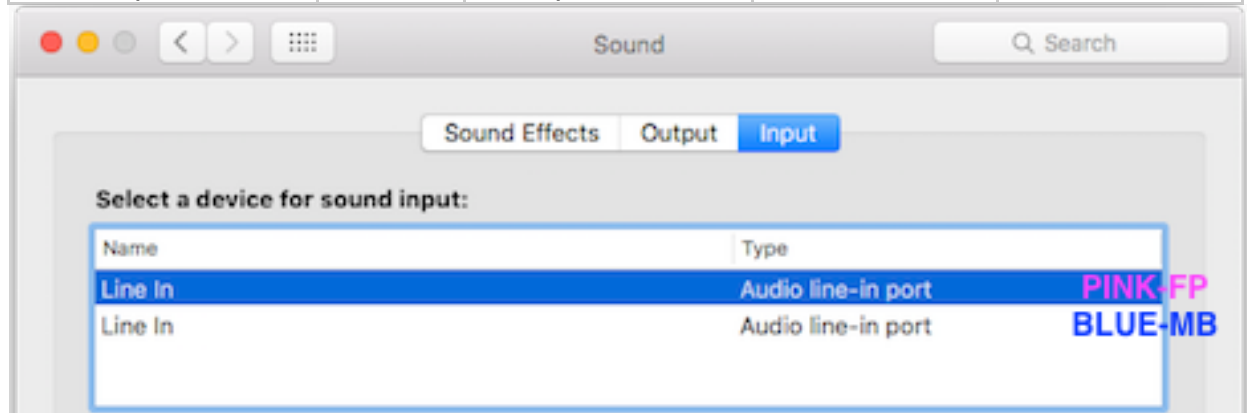 Sound
Search
Sound Effects Output Input
Select a device for sound input:
Name Type
Line In Audio line-in port PINK-FP
Line In Audio line-in port BLUE-MB